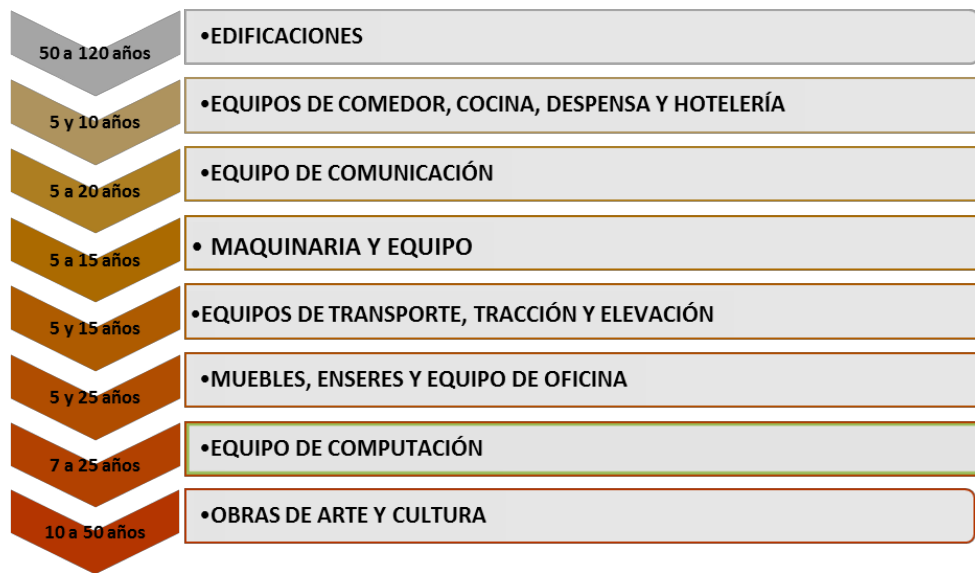 50 a 120 años
•EDIFICACIONES
5 y 10 años
•EQUIPOS DE COMEDOR, COCINA, DESPENSA Y HOTELERÍA
5 a 20 años
•EQUIPO DE COMUNICACIÓN
5 a 15 años
• MAQUINARIA Y EQUIPO
5 y 15 años
•EQUIPOS DE TRANSPORTE, TRACCIÓN Y ELEVACIÓN
5 y 25 años
•MUEBLES, ENSERES Y EQUIPO DE OFICINA
7 a 25 años
•EQUIPO DE COMPUTACIÓN
10 a 50 años
•OBRAS DE ARTE Y CULTURA